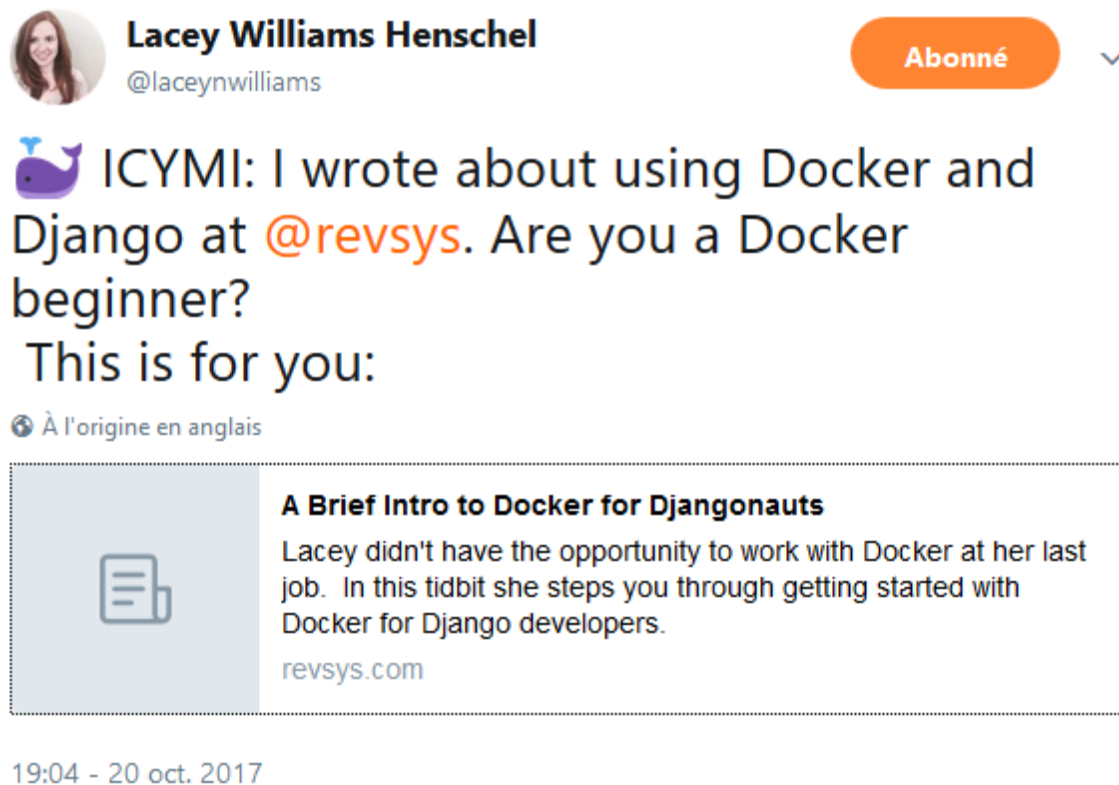 Lacey Williams Henschel
@laceynwilliams
Abonné
🐳 ICYMI: I wrote about using Docker and
Django at @revsys. Are you a Docker
beginner?
This is for you:
À l'origine en anglais
A Brief Intro to Docker for Djangonauts
Lacey didn't have the opportunity to work with Docker at her last
job.  In this tidbit she steps you through getting started with
Docker for Django developers.
revsys.com
19:04 - 20 oct. 2017